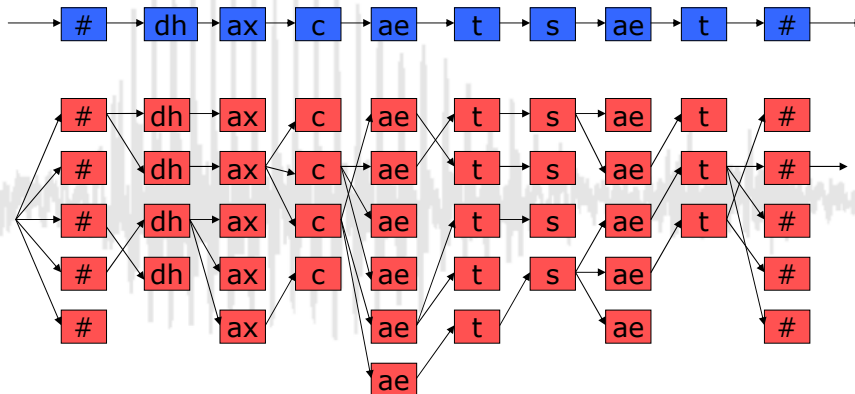 # dh ax c ae t s ae t #
# dh ax c ae t s ae t #
# dh ax c ae t s ae t #
# dh ax c ae t s ae t #
# dh ax c ae t s ae #
# ax ae t ae #
ae